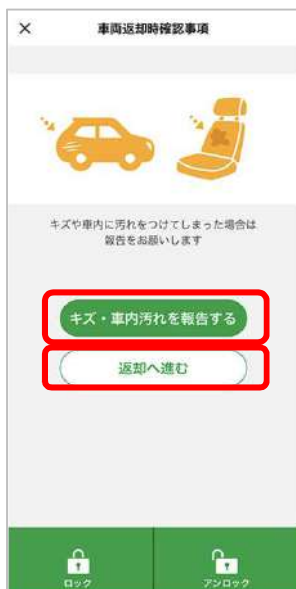 ×
車両返却時確認事項
キズや車内に汚れをつけてしまった場合は
報告をお願いします
キズ・車内汚れを報告する
返却へ進む
ロック
アンロック